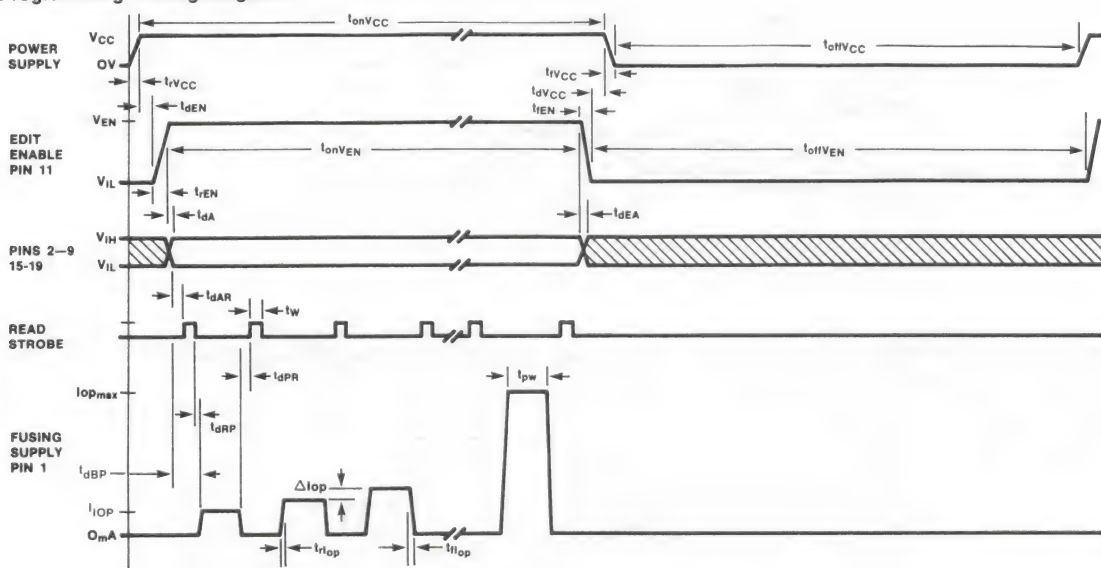 tonVCC
POWER
SUPPLY
VCC
OV
toffVCC
trVCC
tfVCC
tdEN
tdVCC
tfEN
EDIT
ENABLE
PIN 11
VEN
VIL
tonVEN
toffVEN
trEN
tdA
tdEA
PINS 2—9
15-19
VIH
VIL
tdAR
tW
READ
STROBE
tdPR
Iopmax
tpw
tdRP
FUSING
SUPPLY
PIN 1
tdBP
ΔIop
IIOP
OmA
trIop
tfIop